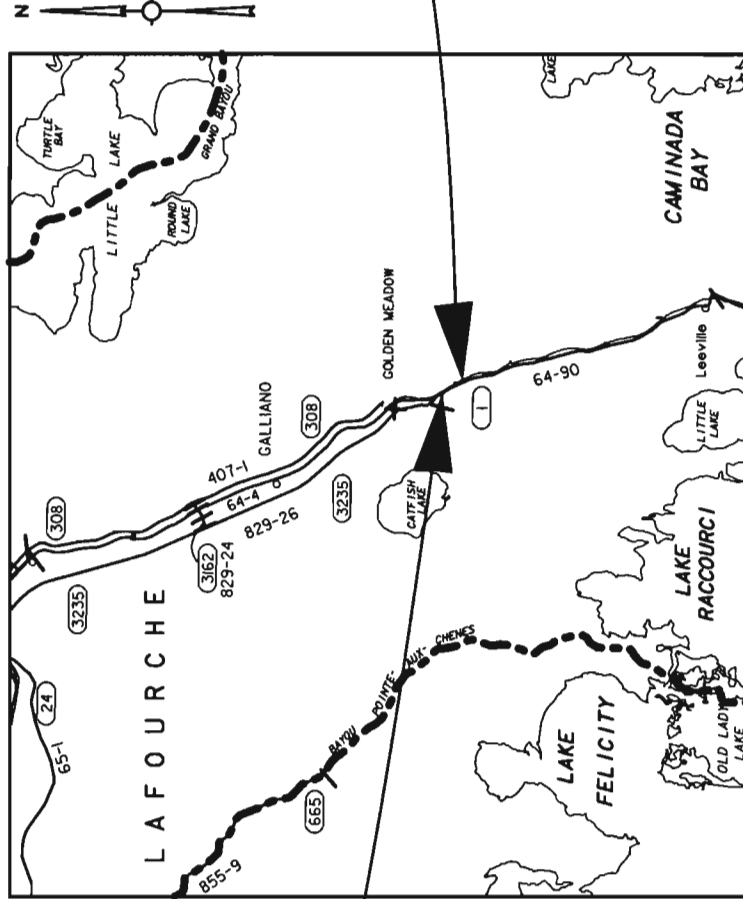 N
TURTLE
BAY
LITTLE LAKE
GRAND BAYOU
ROUND
LAKE
LAKE
CAMINADA
BAY
GOLDEN MEADOW
GALLIANO
308
407-1
64-4
829-26
3235
308
3235
3162
829-24
1
64-90
Leeville
LITTLE
LAKE
CATFISH
LAKE
LAFOURCHE
24
65-1
BAYOU POINTE-AUX-CHENES
665
855-9
LAKE
RACCOURCI
LAKE
FELICITY
OLD LADY
LAKE